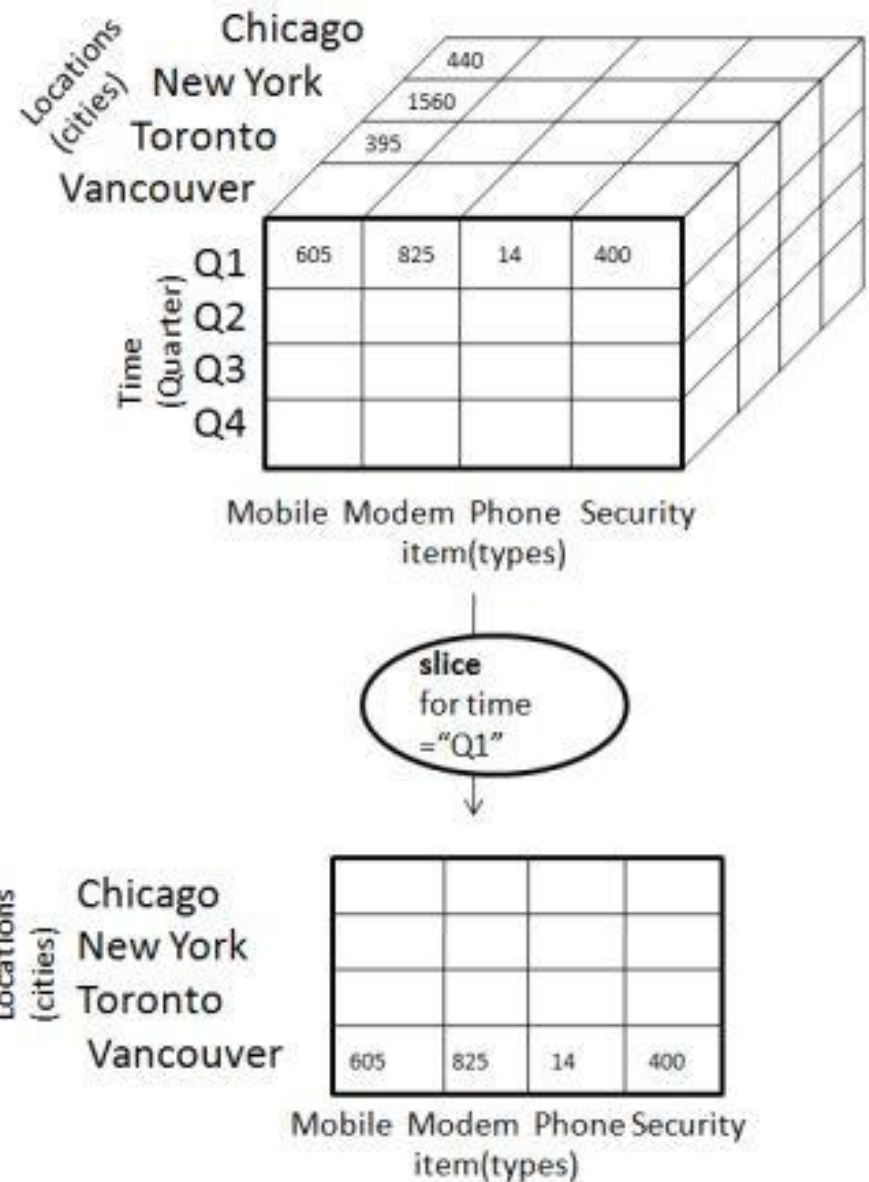 Locations
(cities)
Chicago
New York
Toronto
Vancouver
440
1560
395
Time
(Quarter)
Q1 605 825 14 400
Q2
Q3
Q4
Mobile Modem Phone Security
item(types)
slice
for time
="Q1”
Locations
(cities)
Chicago
New York
Toronto
Vancouver 605 825 14 400
Mobile Modem Phone Security
item(types)